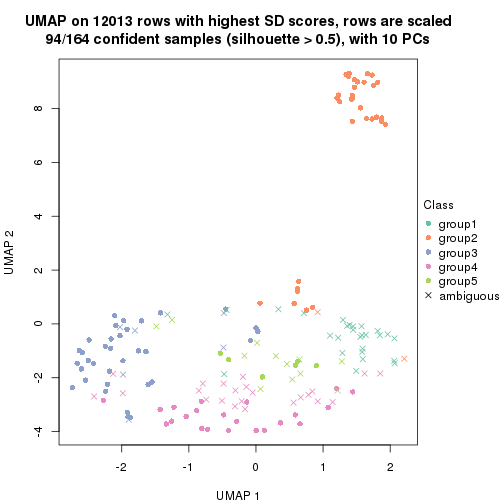 UMAP on 12013 rows with highest SD scores, rows are scaled
94/164 confident samples (silhouette > 0.5), with 10 PCs
8
6
4
2
0
-2
-4
UMAP 2
-2
-1
0
1
2
UMAP 1
Class
group1
group2
group3
group4
group5
ambiguous